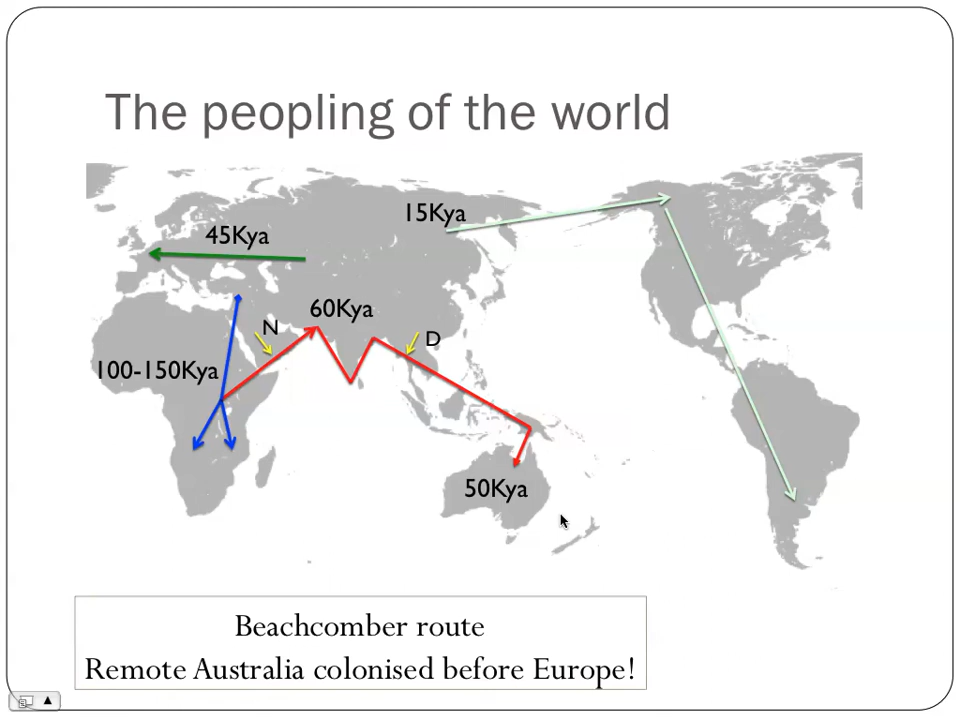 The peopling of the world
15Kya
45Kya
60Kya
N
D
100-150Kya
50Kya
Beachcomber route
Remote Australia colonised before Europe!